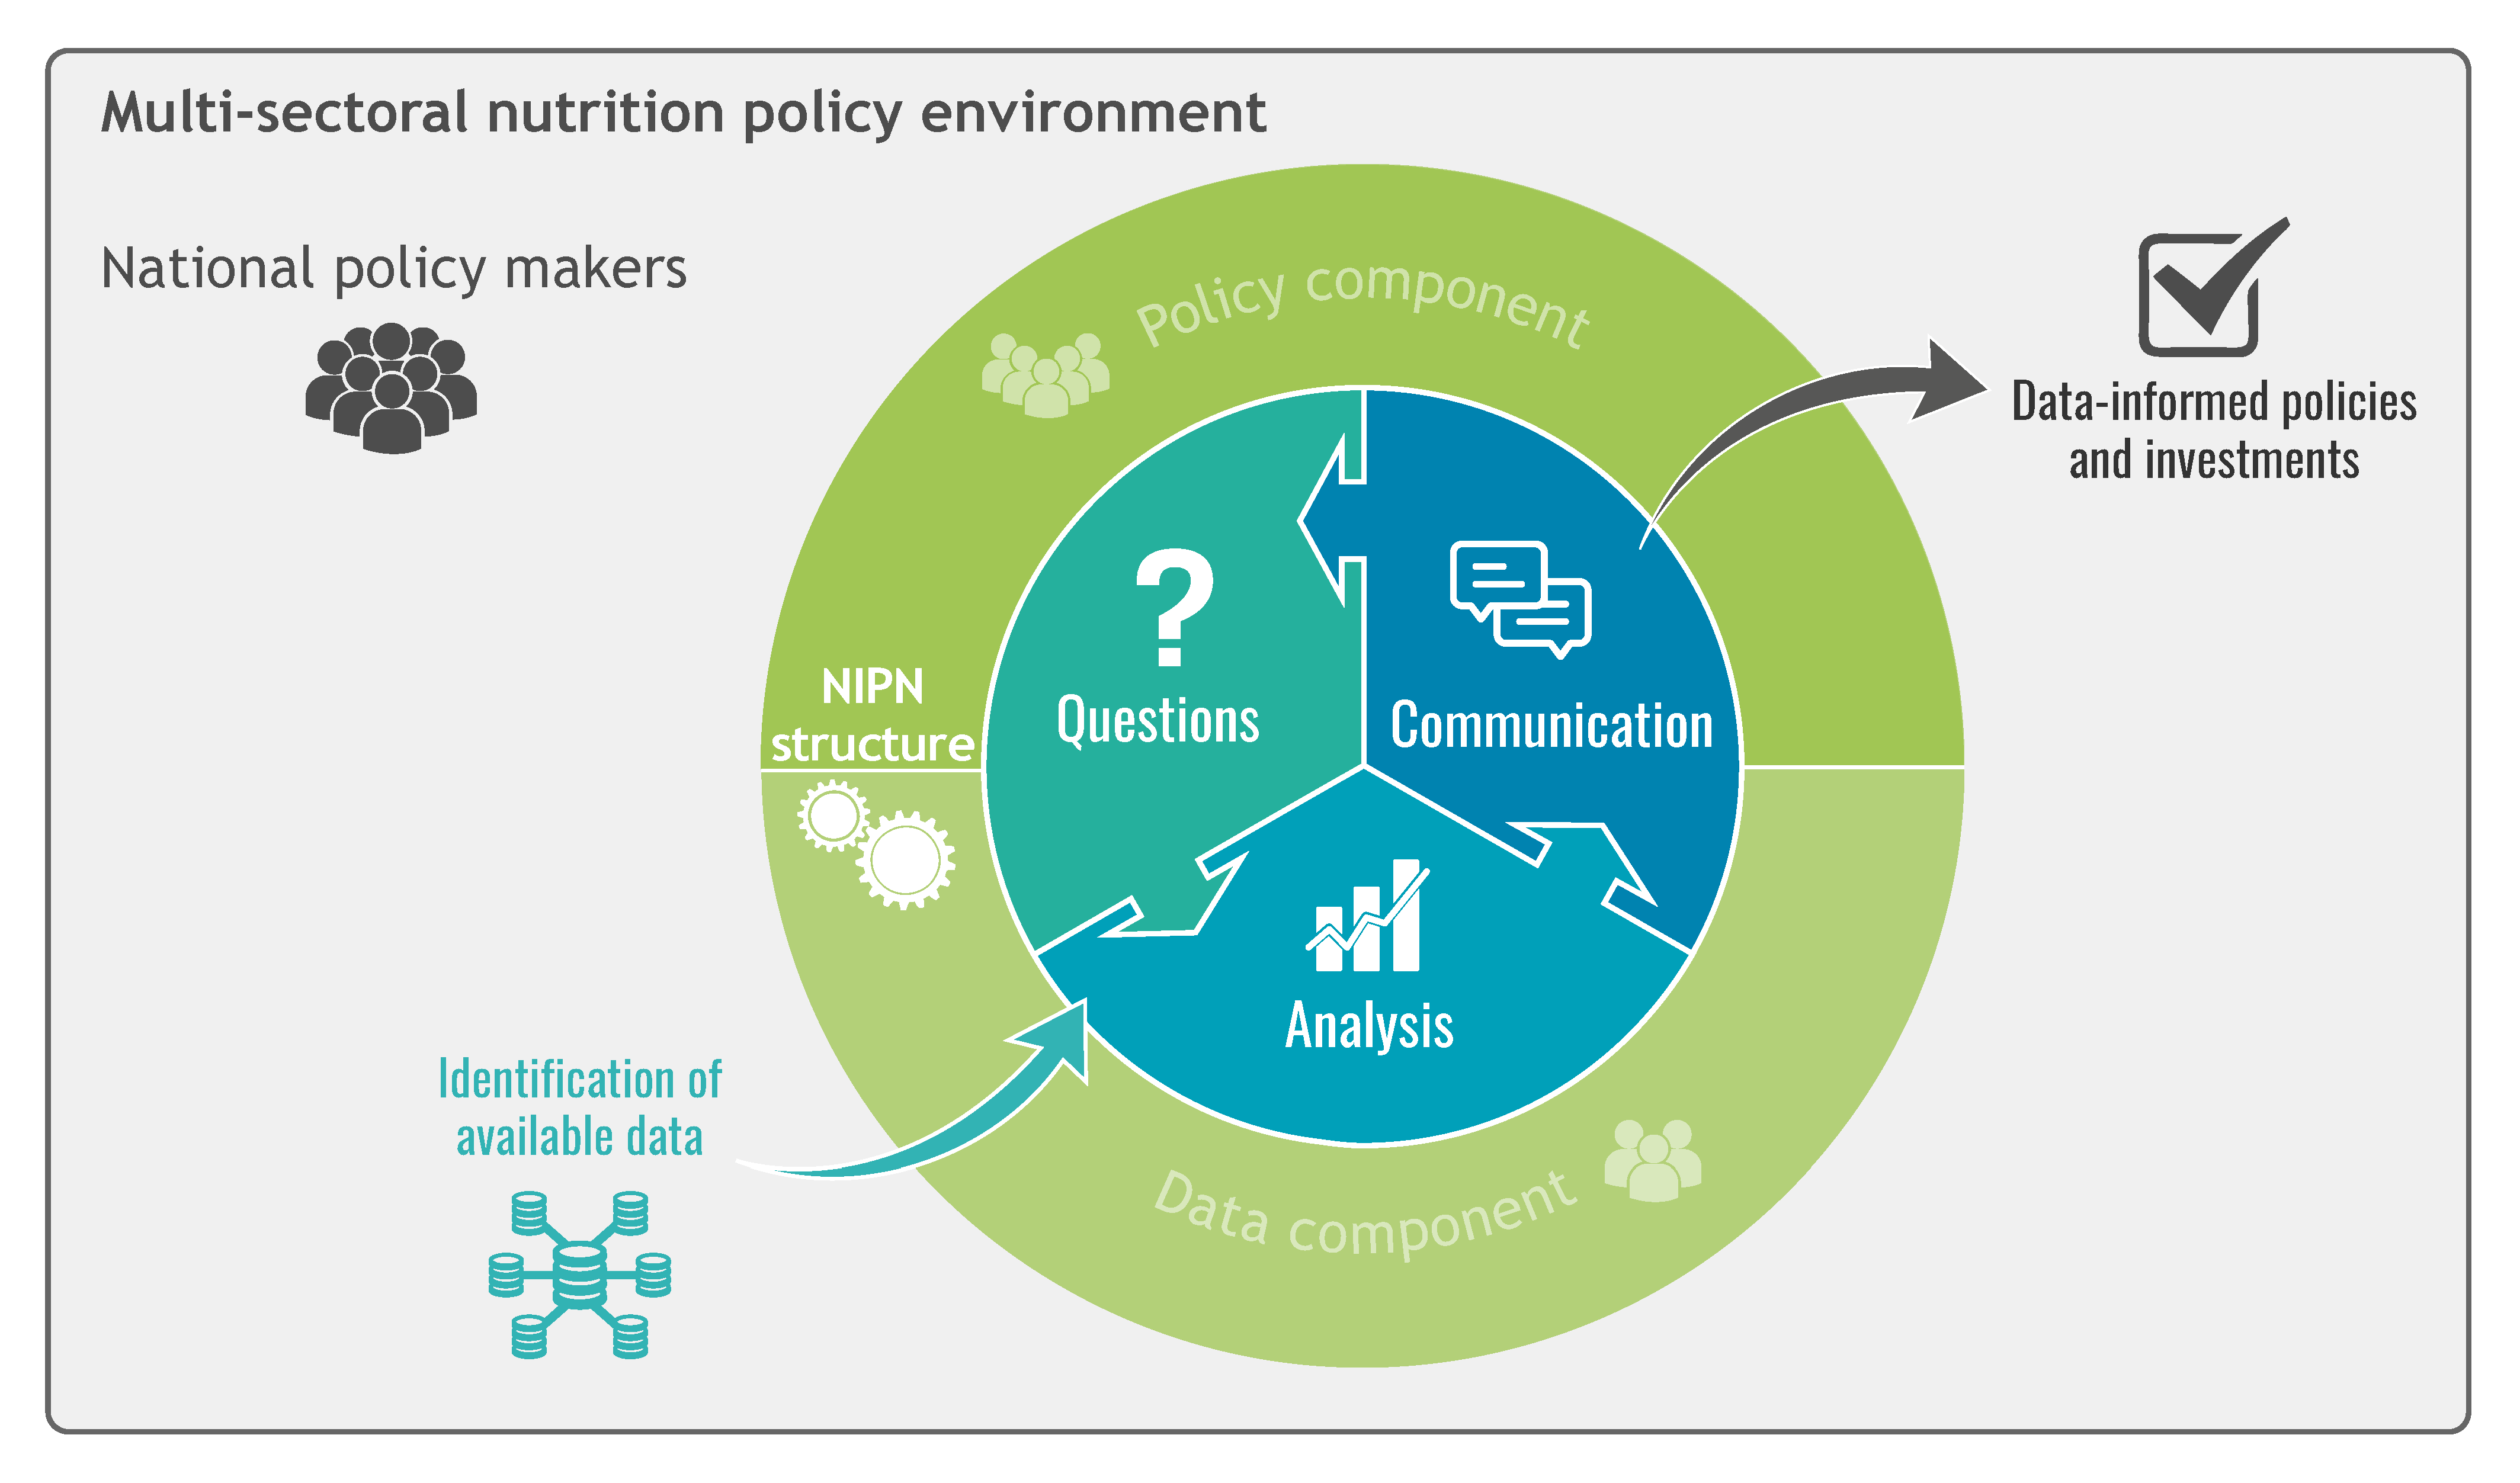 Multi-sectoral nutrition policy environment
National policy makers
Policy component
Data-informed policies
and investments
NIPN
structure
Questions
Communication
Analysis
Identification of
available data
Data component